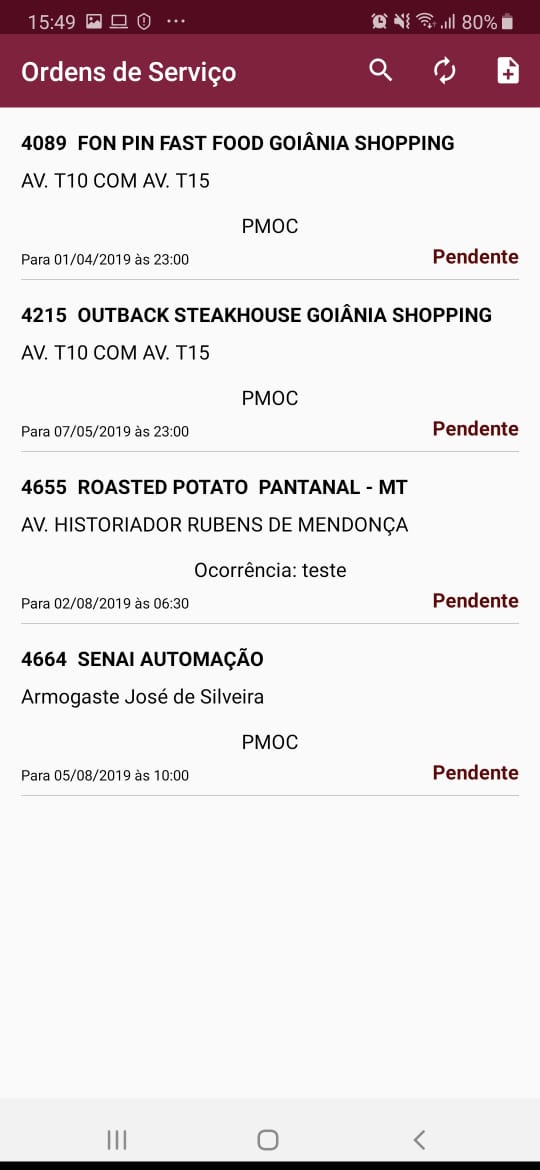 15:49 80%
Ordens de Serviço
4089 FON PIN FAST FOOD GOIÂNIA SHOPPING
AV. T10 COM AV. T15
PMOC
Para 01/04/2019 às 23:00 Pendente
4215 OUTBACK STEAKHOUSE GOIÂNIA SHOPPING
AV. T10 COM AV. T15
PMOC
Para 07/05/2019 às 23:00 Pendente
4655 ROASTED POTATO PANTANAL - MT
AV. HISTORIADOR RUBENS DE MENDONÇA
Ocorrência: teste
Para 02/08/2019 às 06:30 Pendente
4664 SENAI AUTOMAÇÃO
Armogaste José de Silveira
PMOC
Para 05/08/2019 às 10:00 Pendente